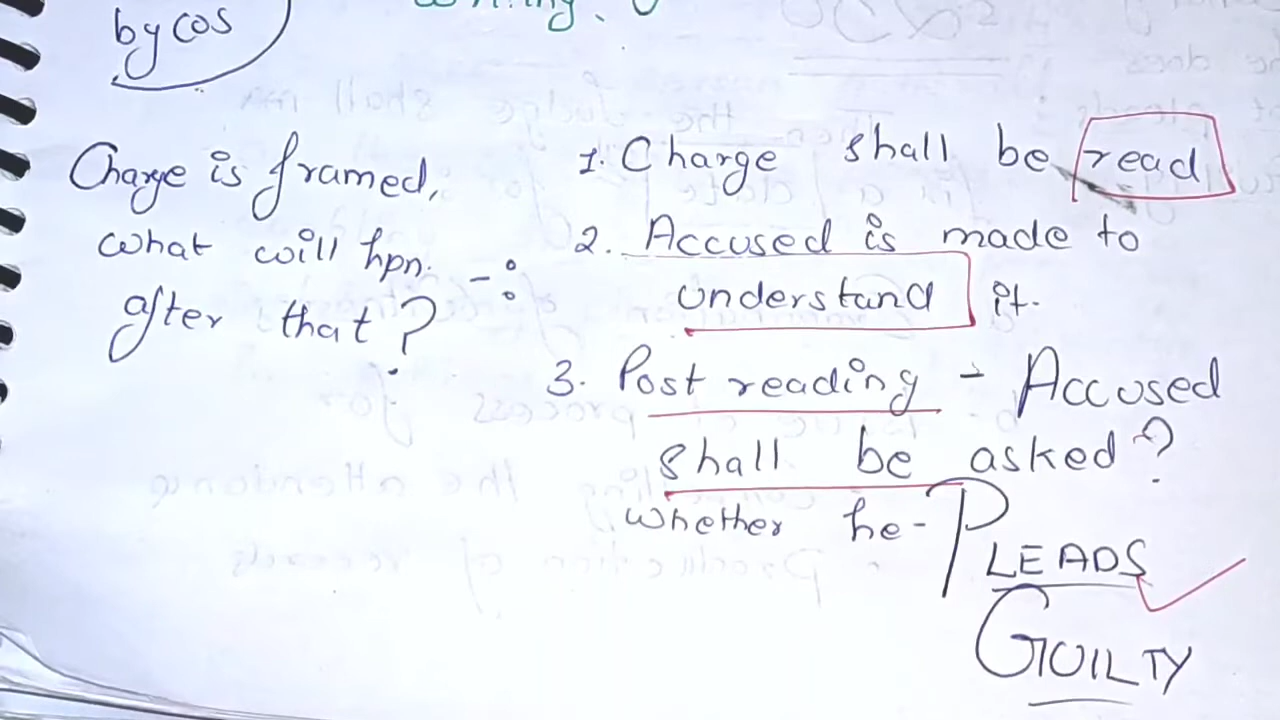 writing.
by COS
Charge is framed,
what will hpn.
after that? -:
1. Charge shall be read
2. Accused is made to
understand it.
3. Post reading - Accused
shall be asked?
whether he - PLEADS
GUILTY